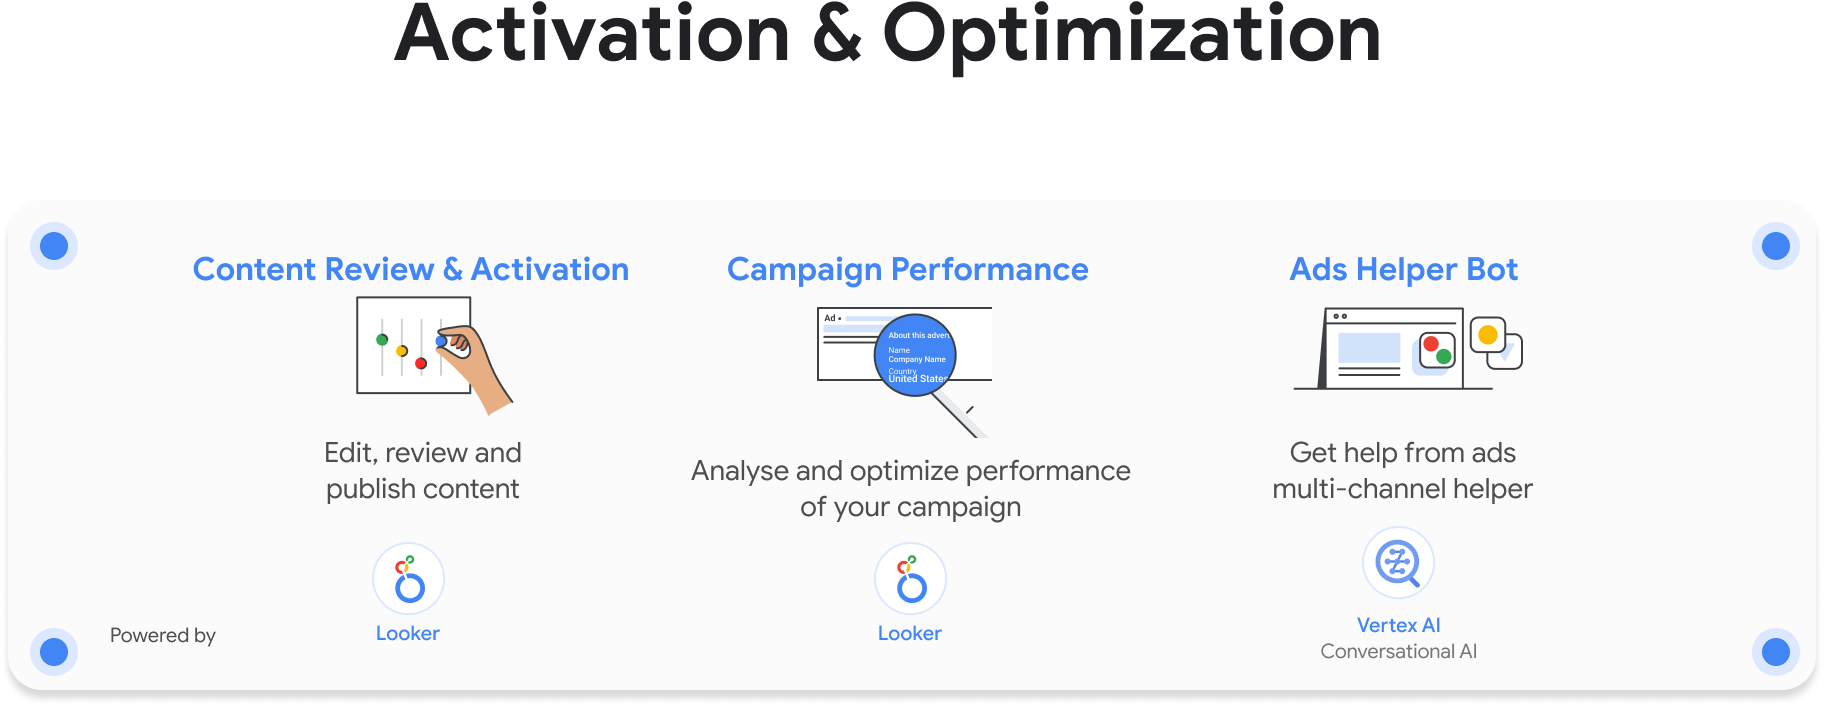 Activation & Optimization
Content Review & Activation
Edit, review and
publish content
Looker
Campaign Performance
Ad •
About this advert
Name
Company Name
Country
United States
Analyse and optimize performance
of your campaign
Looker
Ads Helper Bot
Get help from ads
multi-channel helper
Vertex AI
Conversational AI
Powered by